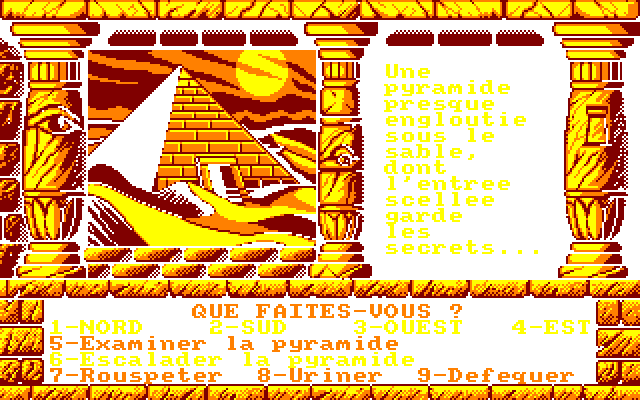 Une
pyramide
presque
engloutie
sous le
sable,
dont
l'entree
scellee
garde
les
secrets...
QUE FAITES-VOUS ?
1-NORD 2-SUD 3-OUEST 4-EST
5-Examiner la pyramide
6-Escalader la pyramide
7-Rouspeter 8-Uriner 9-Defequer